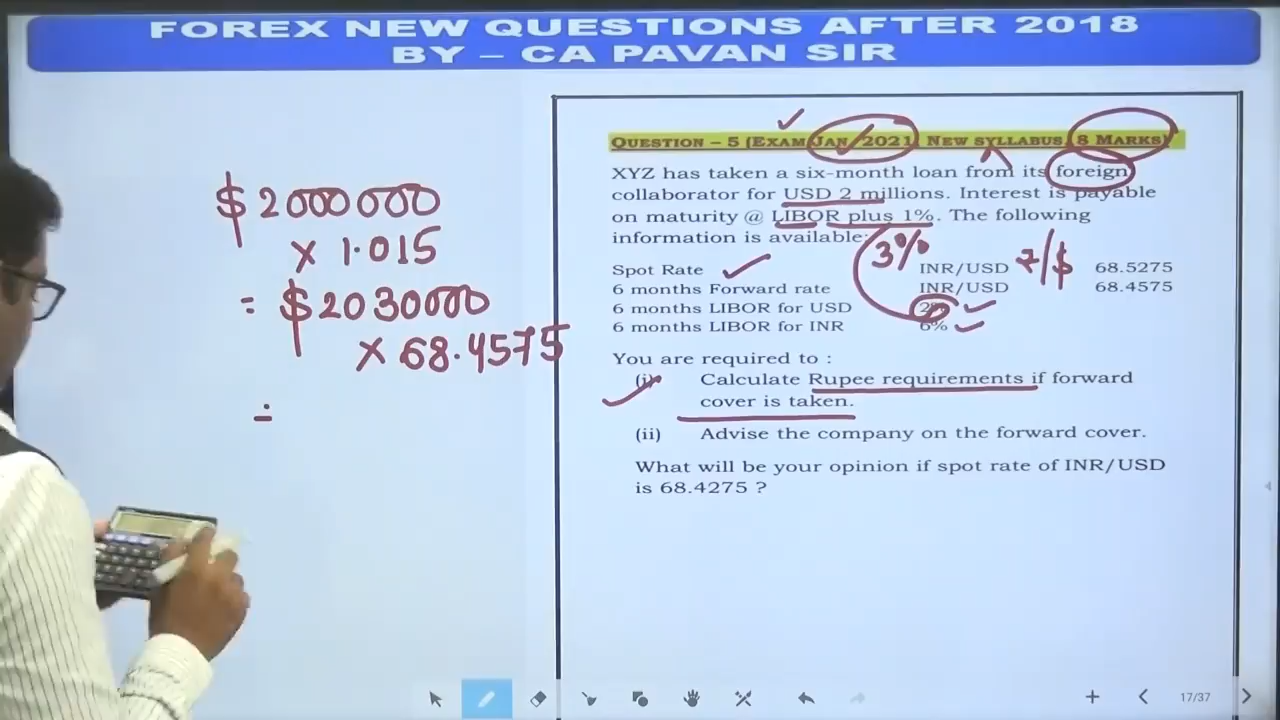 FOREX NEW QUESTIONS AFTER 2018
BY – CA PAVAN SIR
QUESTION – 5 (EXAM JAN 2021 NEW SYLLABUS 8 MARKS)
XYZ has taken a six-month loan from its foreign
collaborator for USD 2 millions. Interest is payable
on maturity @ LIBOR plus 1%. The following
information is available:
3%
Spot Rate INR/USD ₹/$ 68.5275
6 months Forward rate INR/USD 68.4575
6 months LIBOR for USD 2%
6 months LIBOR for INR 6%
You are required to :
(i) Calculate Rupee requirements if forward
cover is taken.
(ii) Advise the company on the forward cover.
What will be your opinion if spot rate of INR/USD
is 68.4275 ?
$ 2000000
x 1.015
= $ 2030000
x 68.4575
=
17/37